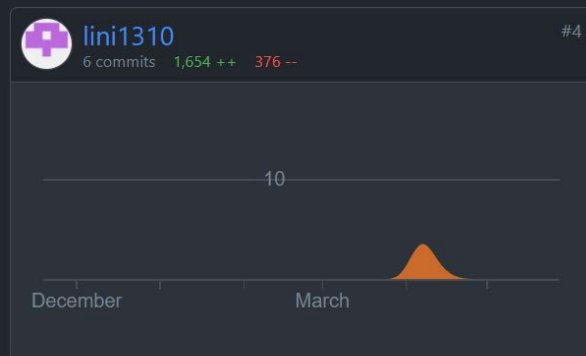 lini1310
#4
6 commits 1,654 ++ 376 --
10
December March